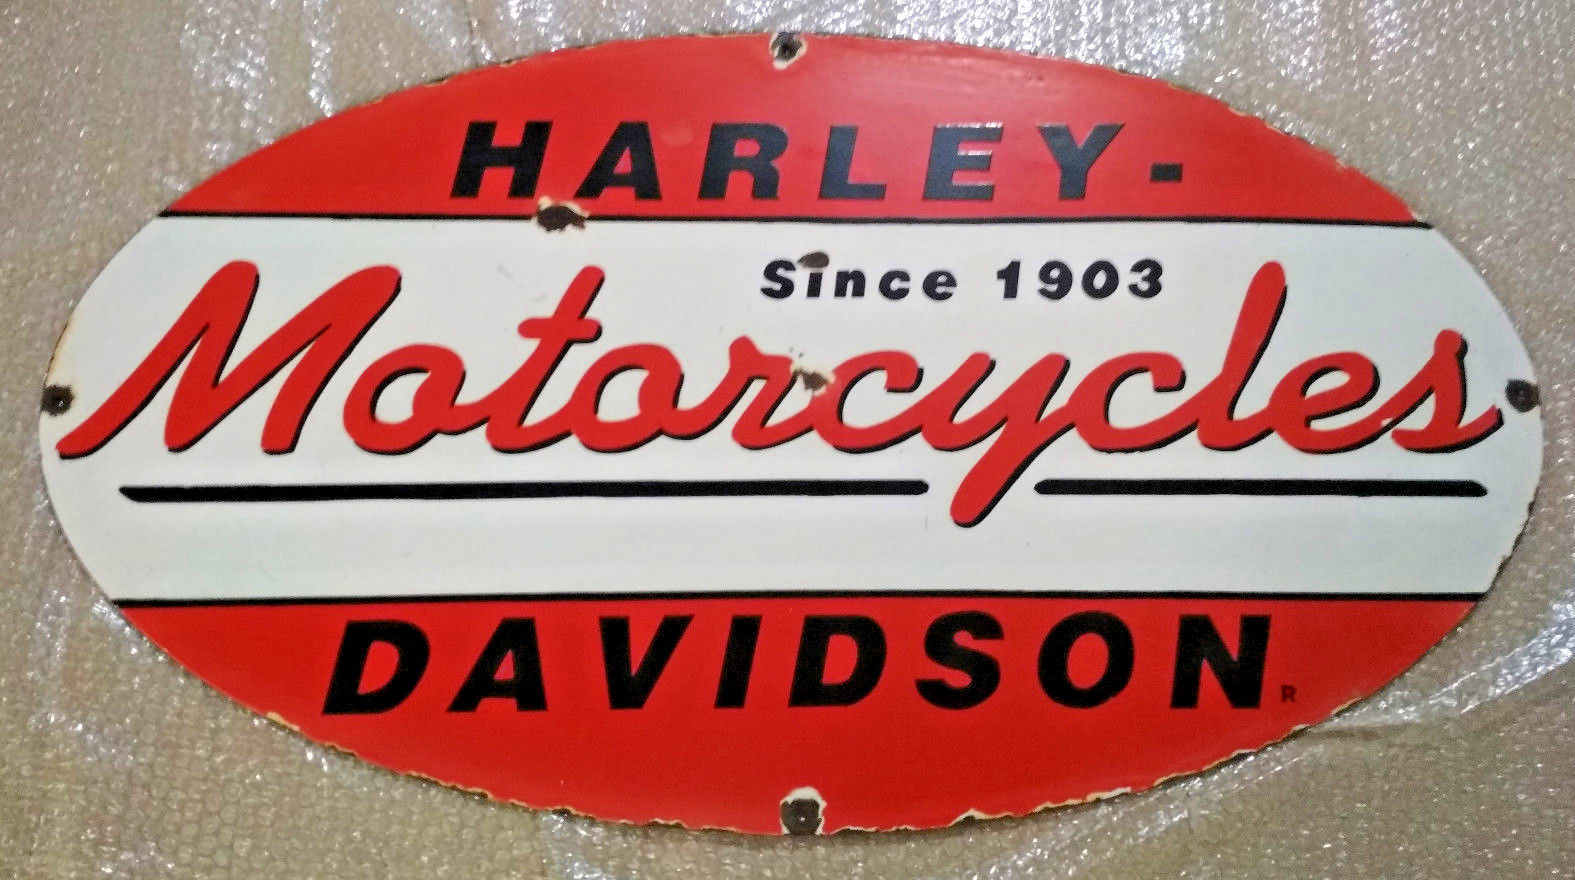 HARLEY-
Since 1903
Motorcycles
DAVIDSON R